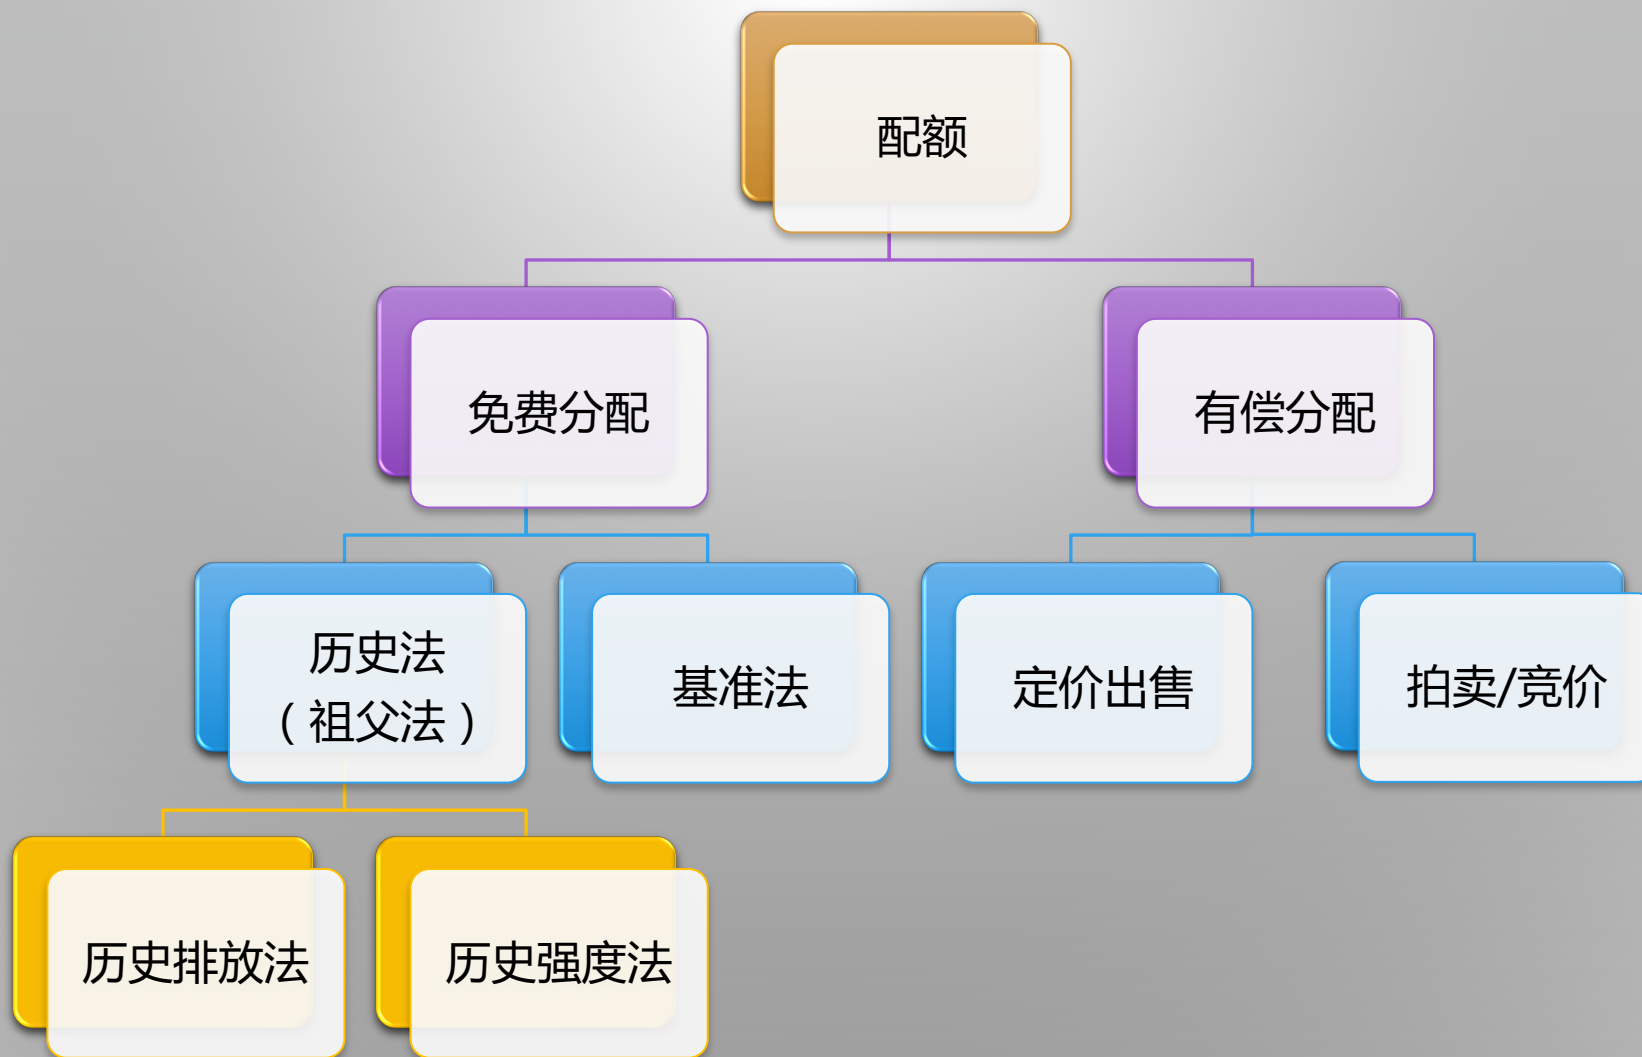 配额
免费分配
有偿分配
历史法
（祖父法）
基准法
定价出售
拍卖/竞价
历史排放法
历史强度法